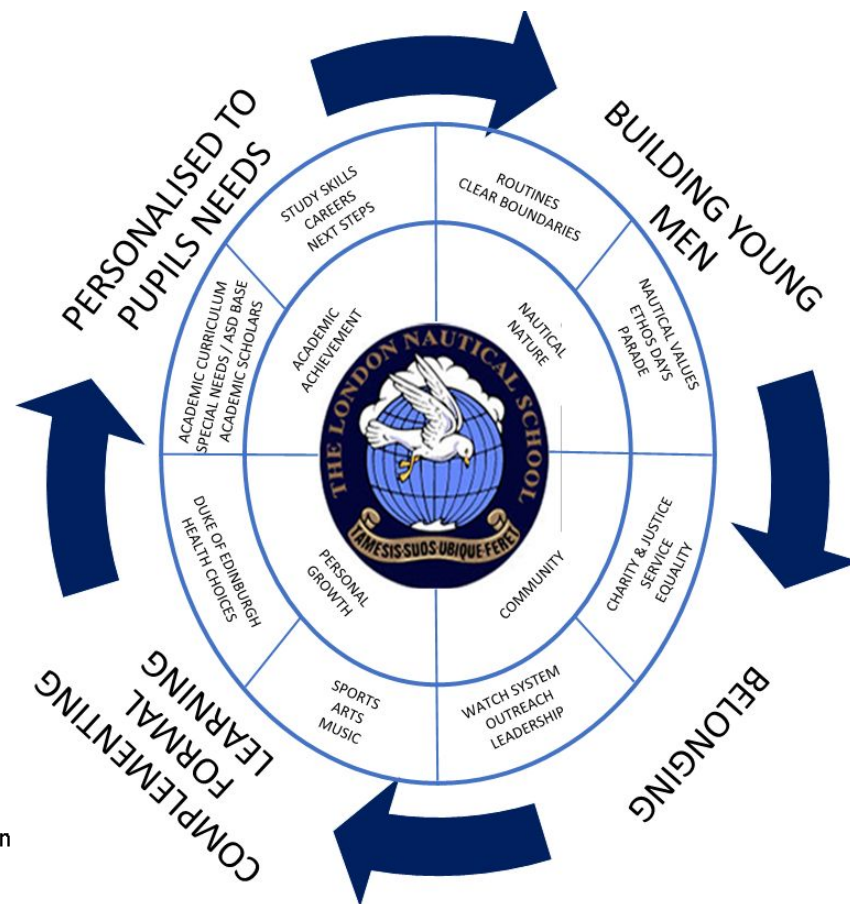 PERSONALISED TO
PUPILS NEEDS
BUILDING YOUNG
MEN
STUDY SKILLS
CAREERS
NEXT STEPS
ROUTINES
CLEAR BOUNDARIES
ACADEMIC CURRICULUM
SPECIAL NEEDS / ASD BASE
ACADEMIC SCHOLARS
NAUTICAL VALUES
ETHOS DAYS
PARADE
ACADEMIC
ACHIEVEMENT
NAUTICAL
NATURE
THE LONDON NAUTICAL SCHOOL
TAMESIS·SUOS·UBIQUE·FERET
PERSONAL
GROWTH
COMMUNITY
DUKE OF EDINBURGH
HEALTH CHOICES
CHARITY & JUSTICE
SERVICE
EQUALITY
SPORTS
ARTS
MUSIC
WATCH SYSTEM
OUTREACH
LEADERSHIP
COMPLEMENTING
FORMAL
LEARNING
BELONGING
n